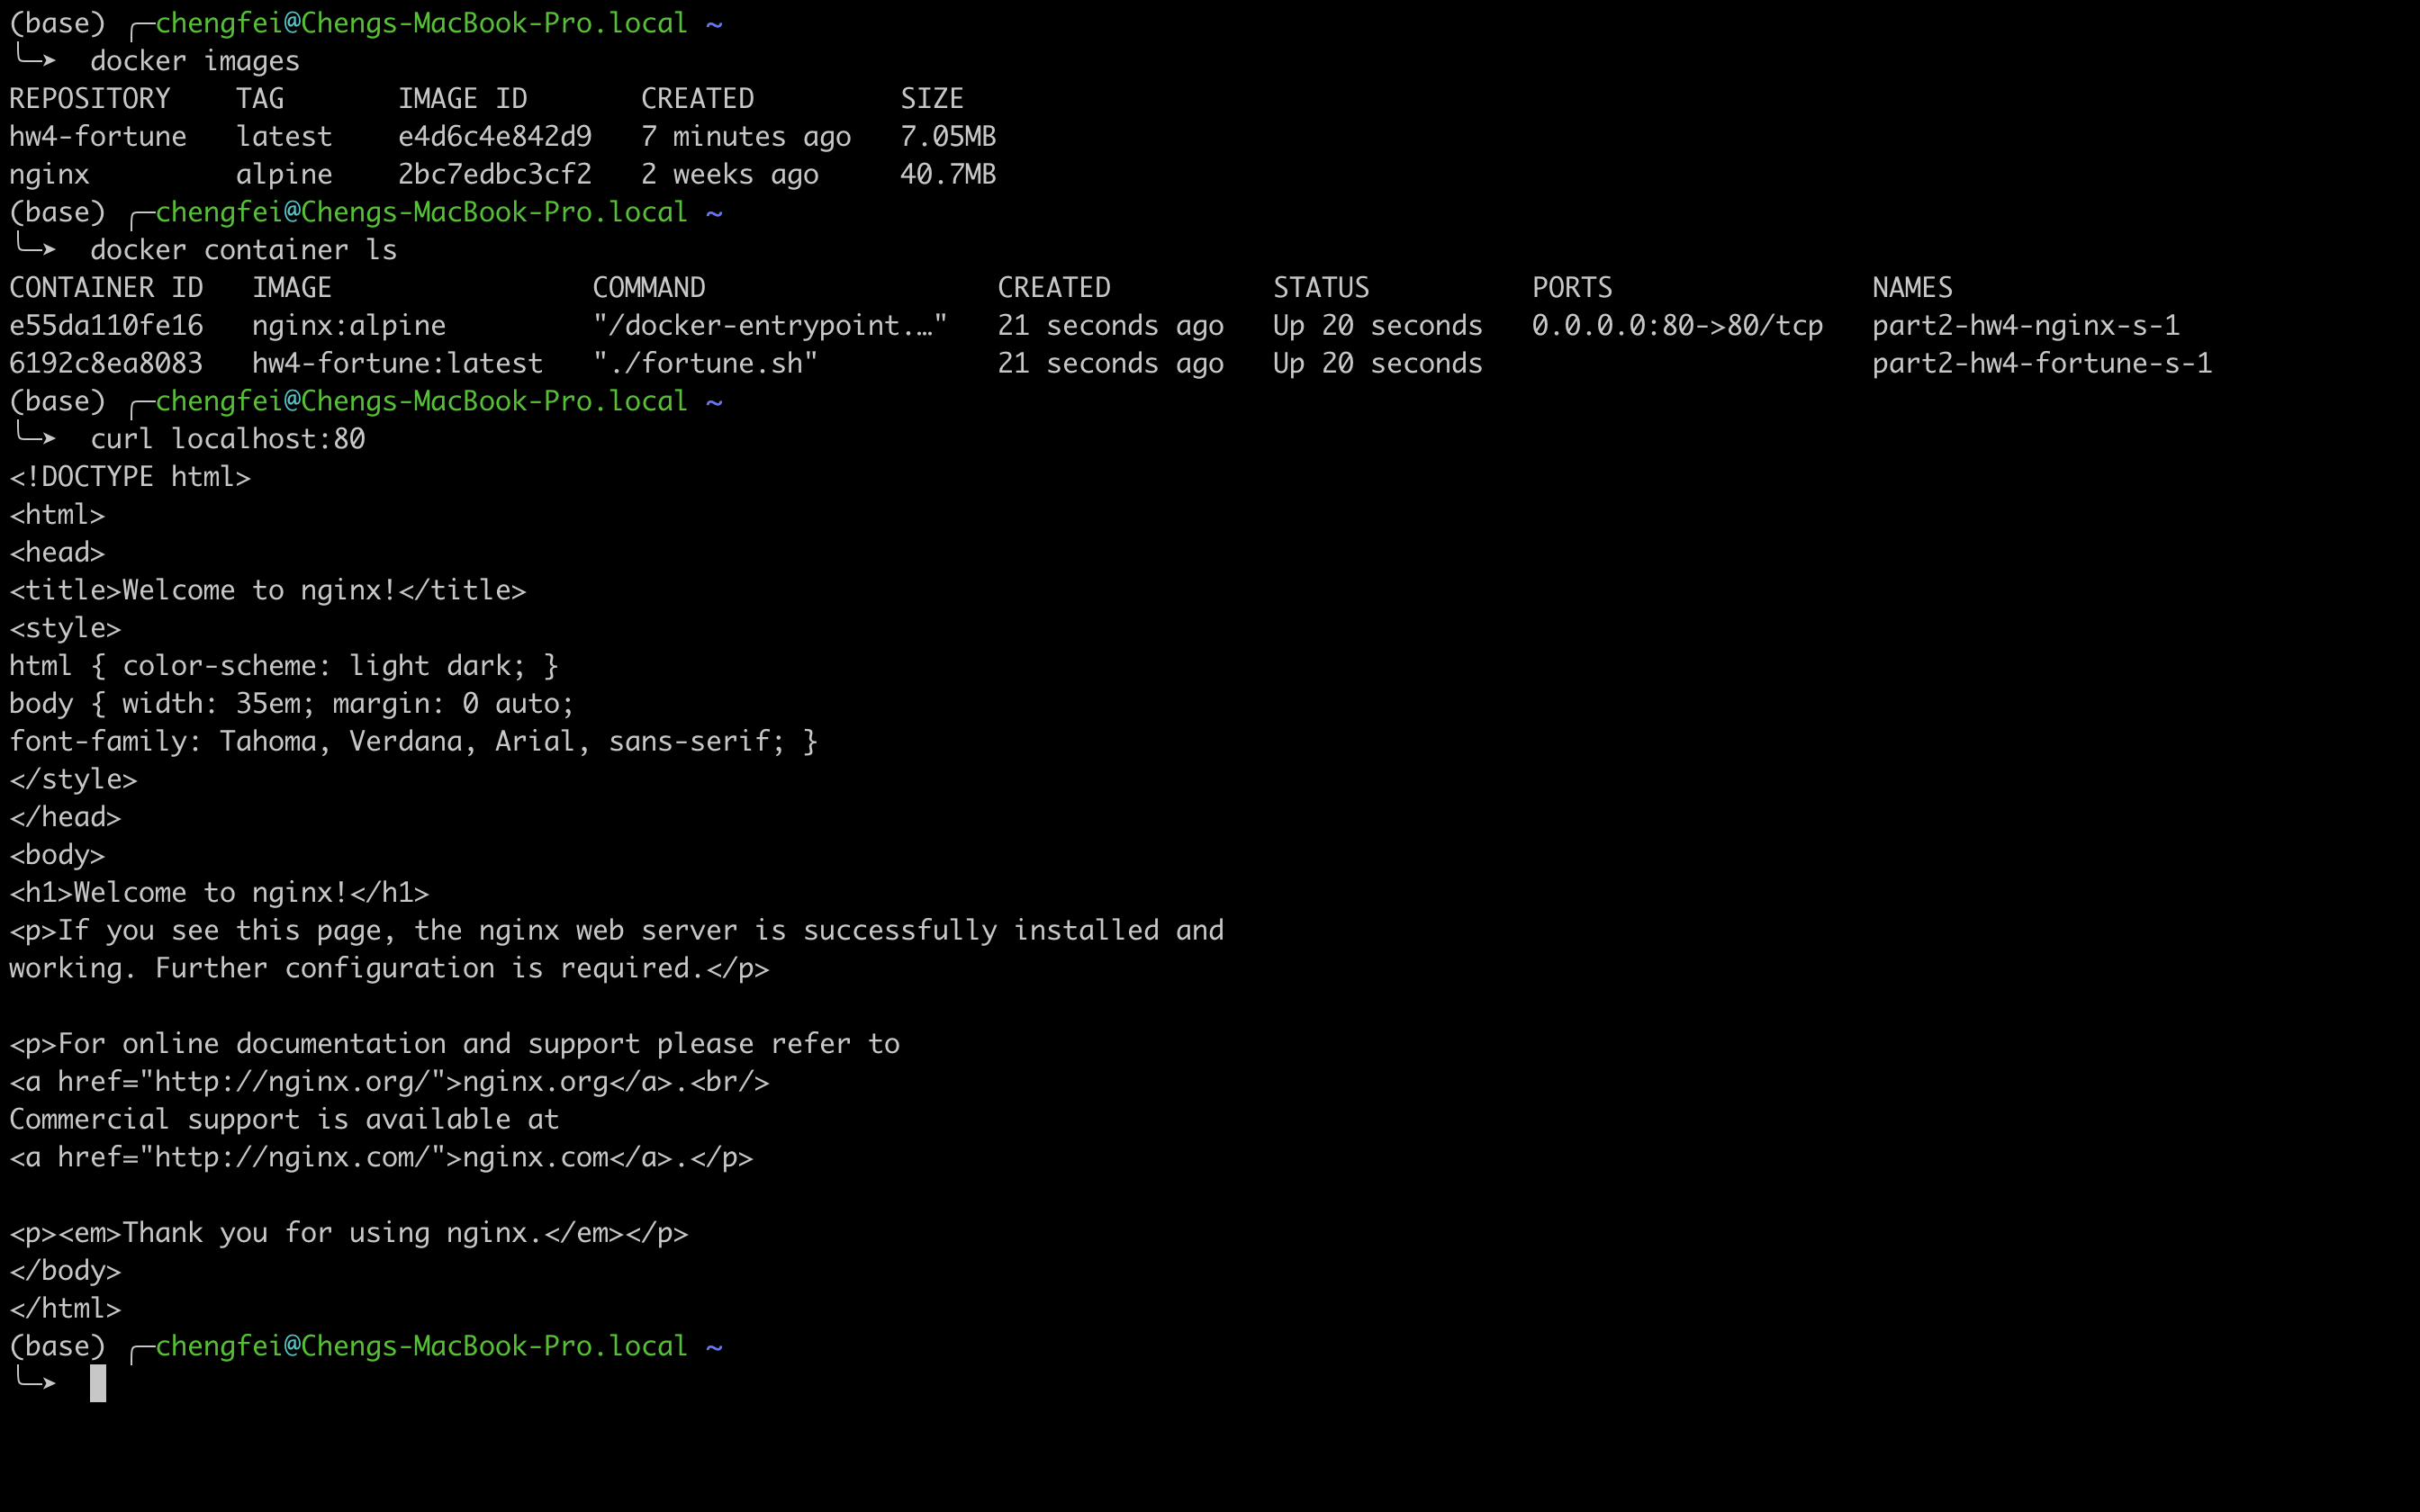 (base) ╭─chengfei@Chengs-MacBook-Pro.local ~
╰─➤  docker images
REPOSITORY    TAG       IMAGE ID       CREATED         SIZE
hw4-fortune   latest    e4d6c4e842d9   7 minutes ago   7.05MB
nginx         alpine    2bc7edbc3cf2   2 weeks ago     40.7MB
(base) ╭─chengfei@Chengs-MacBook-Pro.local ~
╰─➤  docker container ls
CONTAINER ID   IMAGE                COMMAND                  CREATED          STATUS          PORTS                NAMES
e55da110fe16   nginx:alpine         "/docker-entrypoint.…"   21 seconds ago   Up 20 seconds   0.0.0.0:80->80/tcp   part2-hw4-nginx-s-1
6192c8ea8083   hw4-fortune:latest   "./fortune.sh"           21 seconds ago   Up 20 seconds                        part2-hw4-fortune-s-1
(base) ╭─chengfei@Chengs-MacBook-Pro.local ~
╰─➤  curl localhost:80
<!DOCTYPE html>
<html>
<head>
<title>Welcome to nginx!</title>
<style>
html { color-scheme: light dark; }
body { width: 35em; margin: 0 auto;
font-family: Tahoma, Verdana, Arial, sans-serif; }
</style>
</head>
<body>
<h1>Welcome to nginx!</h1>
<p>If you see this page, the nginx web server is successfully installed and
working. Further configuration is required.</p>

<p>For online documentation and support please refer to
<a href="http://nginx.org/">nginx.org</a>.<br/>
Commercial support is available at
<a href="http://nginx.com/">nginx.com</a>.</p>

<p><em>Thank you for using nginx.</em></p>
</body>
</html>
(base) ╭─chengfei@Chengs-MacBook-Pro.local ~
╰─➤